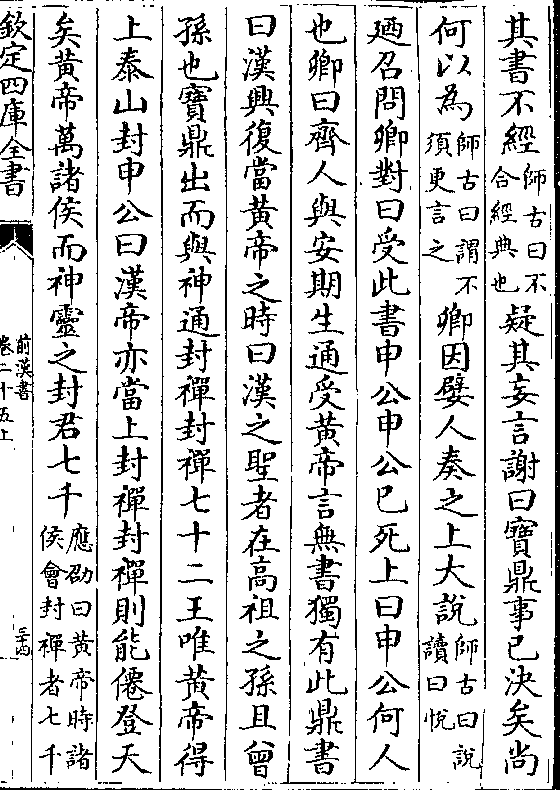 其書不經師古曰不合經典也疑其妄言謝曰寶鼎事已決矣尚
何以為師古曰謂不須更言之卿因嬖人奏之上大說師古曰說讀曰悅
廼召問卿對曰受此書申公申公已死上曰申公何人
也卿曰齊人與安期生通受黄帝言無書獨有此鼎書
曰漢興復當黄帝之時曰漢之聖者在高祖之孫且曾
孫也寶鼎出而與神通封禪封禪七十二王唯黄帝得
上泰山封申公曰漢帝亦當上封禪封禪則能僊登天
矣黄帝萬諸侯而神靈之封君七千應劭曰黄帝時諸侯會封禪者七千
欽定四庫全書
前漢書
卷二十五上
三十四